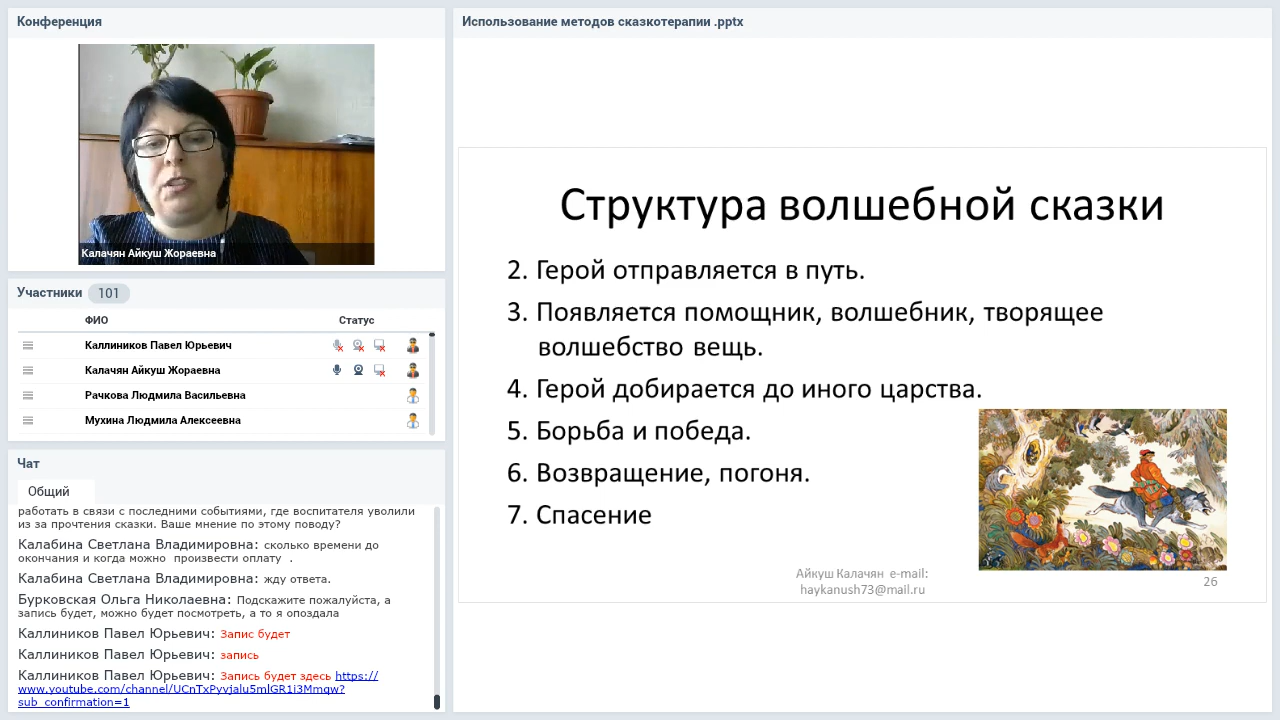 Конференция
Калачян Айкуш Жораевна
Участники 101
ФИО Статус
Каллиников Павел Юрьевич
Калачян Айкуш Жораевна
Рачкова Людмила Васильевна
Мухина Людмила Алексеевна
Чат
Общий
работать в связи с последними событиями, где воспитателя уволили
из за прочтения сказки. Ваше мнение по этому поводу?
Калабина Светлана Владимировна: сколько времени до
окончания и когда можно произвести оплату .
Калабина Светлана Владимировна: жду ответа.
Бурковская Ольга Николаевна: Подскажите пожалуйста, а
запись будет, можно будет посмотреть, а то я опоздала
Каллиников Павел Юрьевич: Запис будет
Каллиников Павел Юрьевич: запись
Каллиников Павел Юрьевич: Запись будет здесь https://
www.youtube.com/channel/UCnTxPyvjalu5mlGR1i3Mmqw?
sub_confirmation=1
Использование методов сказкотерапии .pptx
Структура волшебной сказки
2. Герой отправляется в путь.
3. Появляется помощник, волшебник, творящее
волшебство вещь.
4. Герой добирается до иного царства.
5. Борьба и победа.
6. Возвращение, погоня.
7. Спасение
Айкуш Калачян e-mail:
haykanush73@mail.ru
26